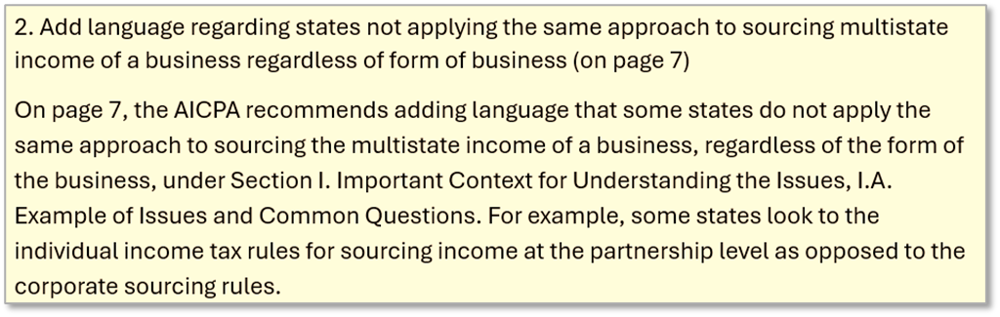 2. Add language regarding states not applying the same approach to sourcing multistate
income of a business regardless of form of business (on page 7)
On page 7, the AICPA recommends adding language that some states do not apply the
same approach to sourcing the multistate income of a business, regardless of the form of
the business, under Section I. Important Context for Understanding the Issues, I.A.
Example of Issues and Common Questions. For example, some states look to the
individual income tax rules for sourcing income at the partnership level as opposed to the
corporate sourcing rules.